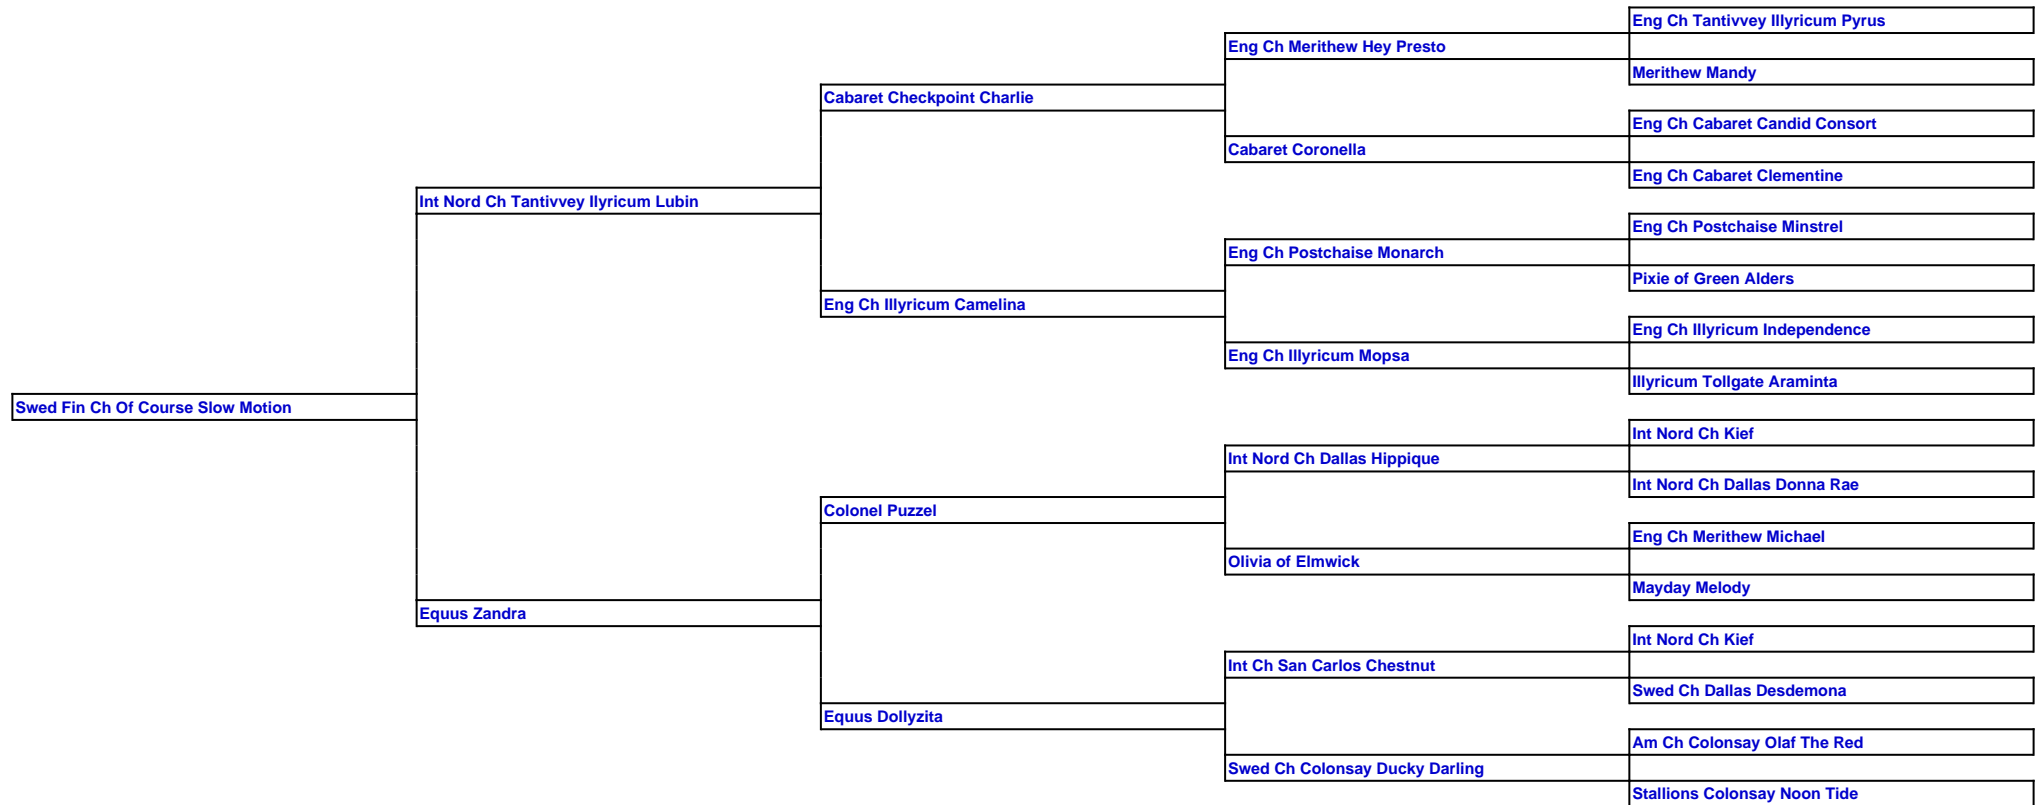 Eng Ch Tantivvey Illyricum Pyrus
Eng Ch Merithew Hey Presto
Merithew Mandy
Cabaret Checkpoint Charlie
Eng Ch Cabaret Candid Consort
Cabaret Coronella
Eng Ch Cabaret Clementine
Int Nord Ch Tantivvey Ilyricum Lubin
Eng Ch Postchaise Minstrel
Eng Ch Postchaise Monarch
Pixie of Green Alders
Eng Ch Illyricum Camelina
Eng Ch Illyricum Independence
Eng Ch Illyricum Mopsa
Illyricum Tollgate Araminta
Swed Fin Ch Of Course Slow Motion
Int Nord Ch Kief
Int Nord Ch Dallas Hippique
Int Nord Ch Dallas Donna Rae
Colonel Puzzel
Eng Ch Merithew Michael
Olivia of Elmwick
Mayday Melody
Equus Zandra
Int Nord Ch Kief
Int Ch San Carlos Chestnut
Swed Ch Dallas Desdemona
Equus Dollyzita
Am Ch Colonsay Olaf The Red
Swed Ch Colonsay Ducky Darling
Stallions Colonsay Noon Tide